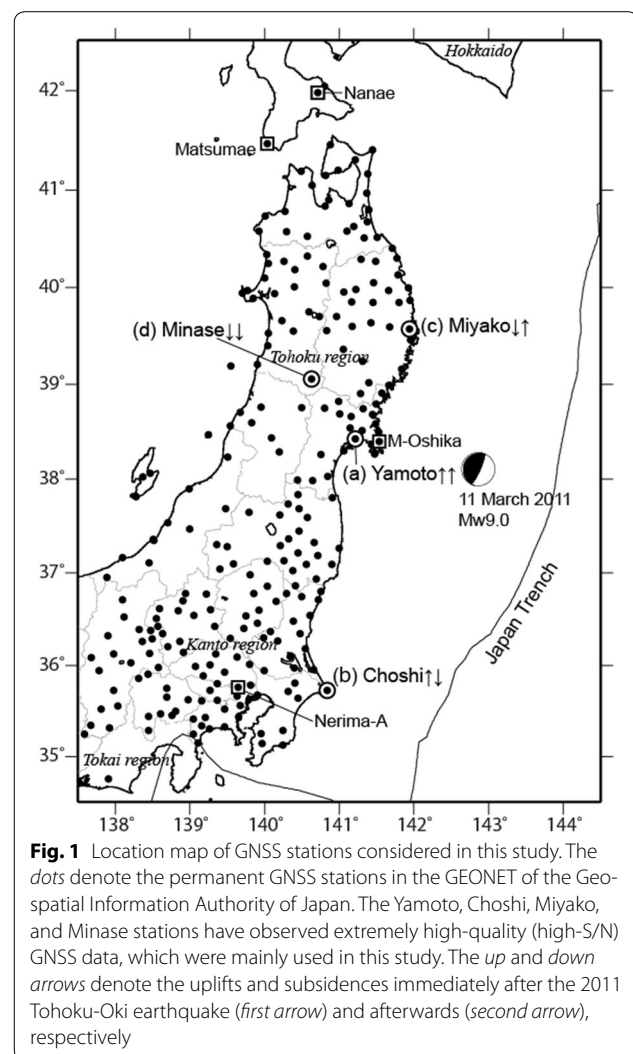 Hokkaido
42°
Nanae
Matsumae
41°
40°
(d) Minase↓↓
(c) Miyako↓↑
Tohoku region
39°
M-Oshika
(a) Yamoto↑↑
38°
11 March 2011
Mw9.0
37°
Japan Trench
Kanto region
36°
(b) Choshi↑↓
Nerima-A
35°
Tokai region
138 139 140 141 142 143 144
Fig. 1 Location map of GNSS stations considered in this study. The
dots denote the permanent GNSS stations in the GEONET of the Geo-
spatial Information Authority of Japan. The Yamoto, Choshi, Miyako,
and Minase stations have observed extremely high-quality (high-S/N)
GNSS data, which were mainly used in this study. The up and down
arrows denote the uplifts and subsidences immediately after the 2011
Tohoku-Oki earthquake (first arrow) and afterwards (second arrow),
respectively